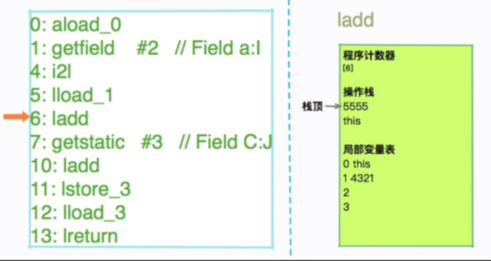 0: aload_0
1: getfield #2 // Field a:I
4: i2l
5: lload_1
6: ladd
7: getstatic #3 // Field C:J
10: ladd
11: lstore_3
12: lload_3
13: lreturn
ladd
程序计数器
[6]
操作栈
栈顶 5555
this
局部变量表
0 this
1 4321
2
3